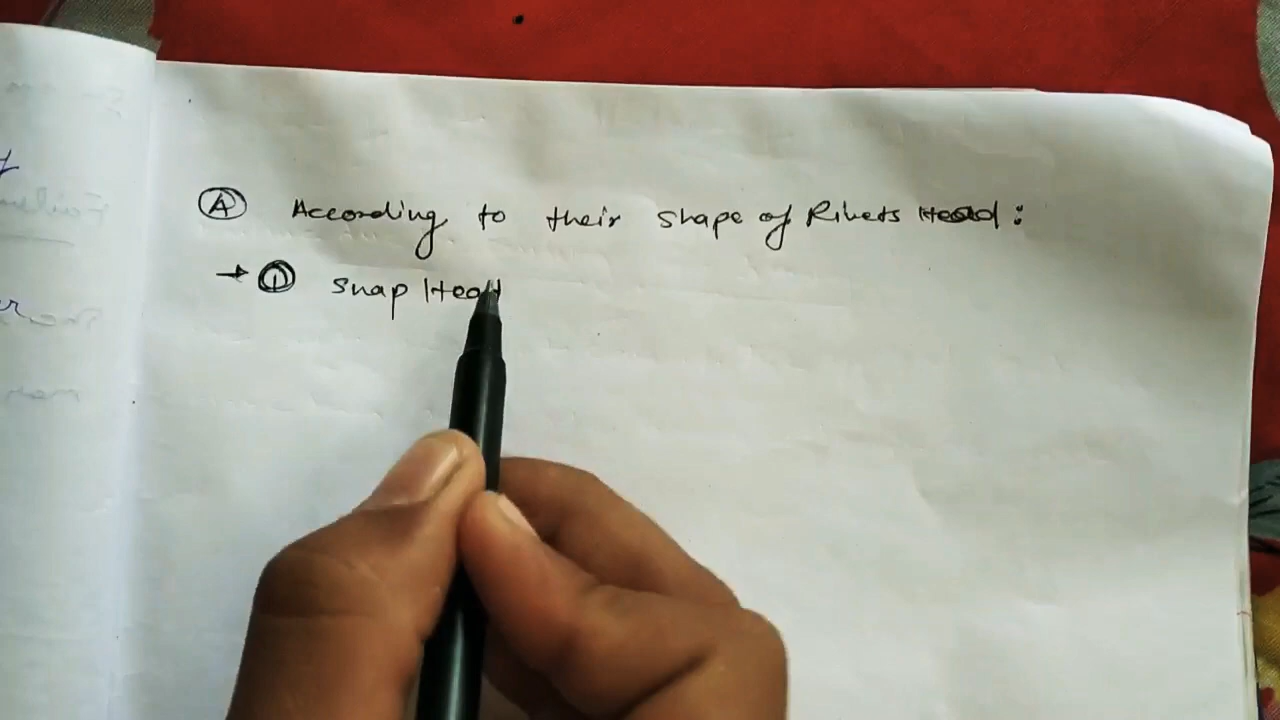 Ⓐ According to their shape of Rivets Head :
→ ① Snap Head